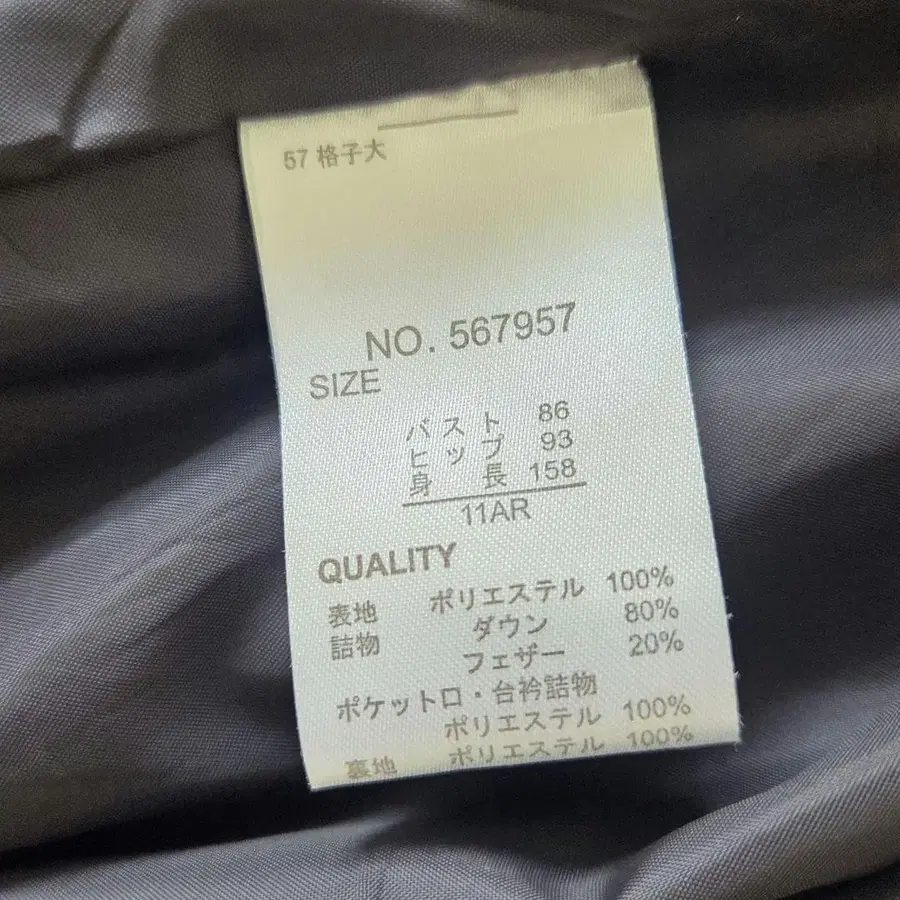 57 格子大
NO. 567957
SIZE
バスト 86
ヒップ 93
身長 158
11AR
QUALITY
表地 ポリエステル 100%
詰物 ダウン 80%
フェザー 20%
ポケット口・台衿詰物
ポリエステル 100%
裏地 ポリエステル 100%